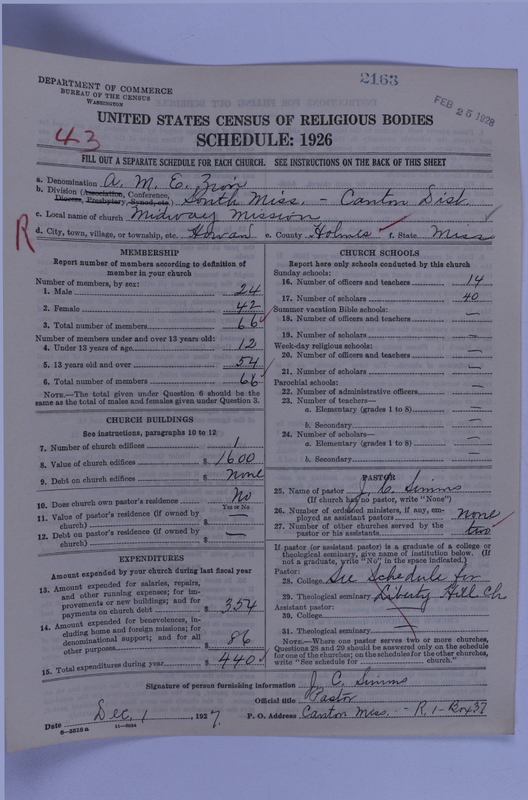 2163
FEB 25 1928
DEPARTMENT OF COMMERCE
BUREAU OF THE CENSUS
WASHINGTON
UNITED STATES CENSUS OF RELIGIOUS BODIES
SCHEDULE: 1926
43
FILL OUT A SEPARATE SCHEDULE FOR EACH CHURCH. SEE INSTRUCTIONS ON THE BACK OF THIS SHEET
a. Denomination A. M. E. Zion
b. Division (Association, Conference, Diocese, Presbytery, Synod, etc.) South Miss. - Canton Dist.
c. Local name of church Midway Mission
R
d. City, town, village, or township, etc. Howard e. County Holmes f. State Miss
MEMBERSHIP
Report number of members according to definition of
member in your church
Number of members, by sex:
1. Male 24
2. Female 42
3. Total number of members 66
Number of members under and over 13 years old:
4. Under 13 years of age 12
5. 13 years old and over 54
6. Total number of members 66
NOTE.—The total given under Question 6 should be the
same as the total of males and females given under Question 3.
CHURCH BUILDINGS
See instructions, paragraphs 10 to 12
7. Number of church edifices 1
8. Value of church edifices $ 1600
9. Debt on church edifices $ none
10. Does church own pastor's residence No
Yes or No
11. Value of pastor's residence (if owned by
church) $ —
12. Debt on pastor's residence (if owned by
church) $ —
EXPENDITURES
Amount expended by your church during last fiscal year
13. Amount expended for salaries, repairs,
and other running expenses; for im-
provements or new buildings; and for
payments on church debt $ 354
14. Amount expended for benevolences, in-
cluding home and foreign missions; for
denominational support; and for all
other purposes $ 86
15. Total expenditures during year $ 440
CHURCH SCHOOLS
Report here only schools conducted by this church
Sunday schools:
16. Number of officers and teachers 14
17. Number of scholars 40
Summer vacation Bible schools:
18. Number of officers and teachers —
19. Number of scholars —
Week-day religious schools:
20. Number of officers and teachers —
21. Number of scholars —
Parochial schools:
22. Number of administrative officers —
23. Number of teachers—
a. Elementary (grades 1 to 8) —
b. Secondary —
24. Number of scholars—
a. Elementary (grades 1 to 8) —
b. Secondary —
PASTOR
25. Name of pastor J. C. Simms
(If church has no pastor, write "None")
26. Number of ordained ministers, if any, em-
ployed as assistant pastors none
27. Number of other churches served by the
pastor or his assistants two
If pastor (or assistant pastor) is a graduate of a college or
theological seminary, give name of institution below. (If
not a graduate, write "No" in the space indicated.)
Pastor:
28. College See Schedule for
29. Theological seminary Liberty Hill Ch
Assistant pastor:
30. College —
31. Theological seminary —
NOTE.—Where one pastor serves two or more churches,
Questions 28 and 29 should be answered only on the schedule
for one of the churches; on the schedules for the other churches,
write "See schedule for ........ church."
Signature of person furnishing information J. C. Simms
Official title Pastor
Date Dec. 1, 1927. P. O. Address Canton Miss. - R. 1 - Box 37
8-5518a